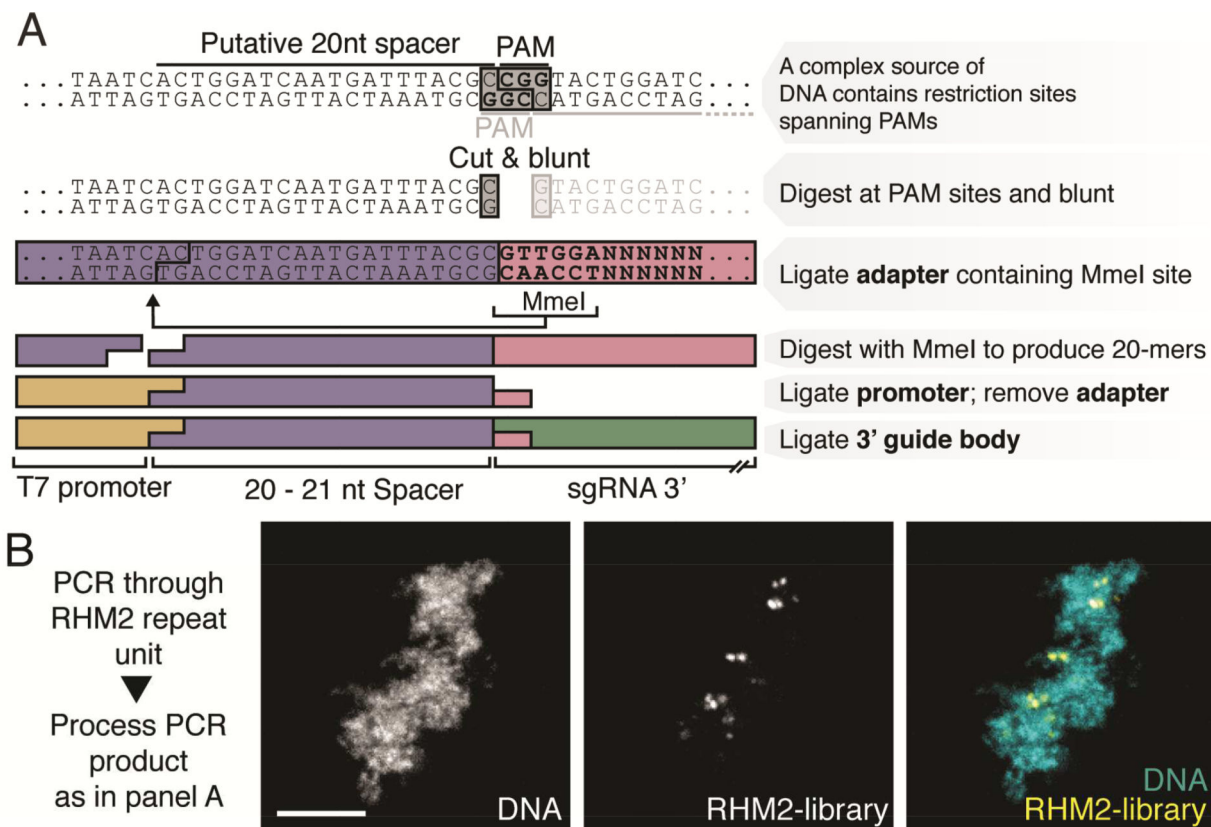 A
Putative 20nt spacer
PAM
...TAATCACTGGATCAATGATTTACGCCGGTACTGGATC...
...ATTAGTGACCTAGTTACTAAATGCGGCCATGACCTAG...
PAM
A complex source of
DNA contains restriction sites
spanning PAMs
Cut & blunt
...TAATCACTGGATCAATGATTTACGC GTACTGGATC...
...ATTAGTGACCTAGTTACTAAATGCG CATGACCTAG...
Digest at PAM sites and blunt
...TAATCACTGGATCAATGATTTACGCGTTGGANNNNNN...
...ATTAGTGACCTAGTTACTAAATGCGCAACCTNNNNNN...
Ligate adapter containing MmeI site
MmeI
Digest with MmeI to produce 20-mers
Ligate promoter; remove adapter
Ligate 3' guide body
T7 promoter
20 - 21 nt Spacer
sgRNA 3'
B
PCR through
RHM2 repeat
unit
Process PCR
product
as in panel A
DNA
RHM2-library
DNA
RHM2-library